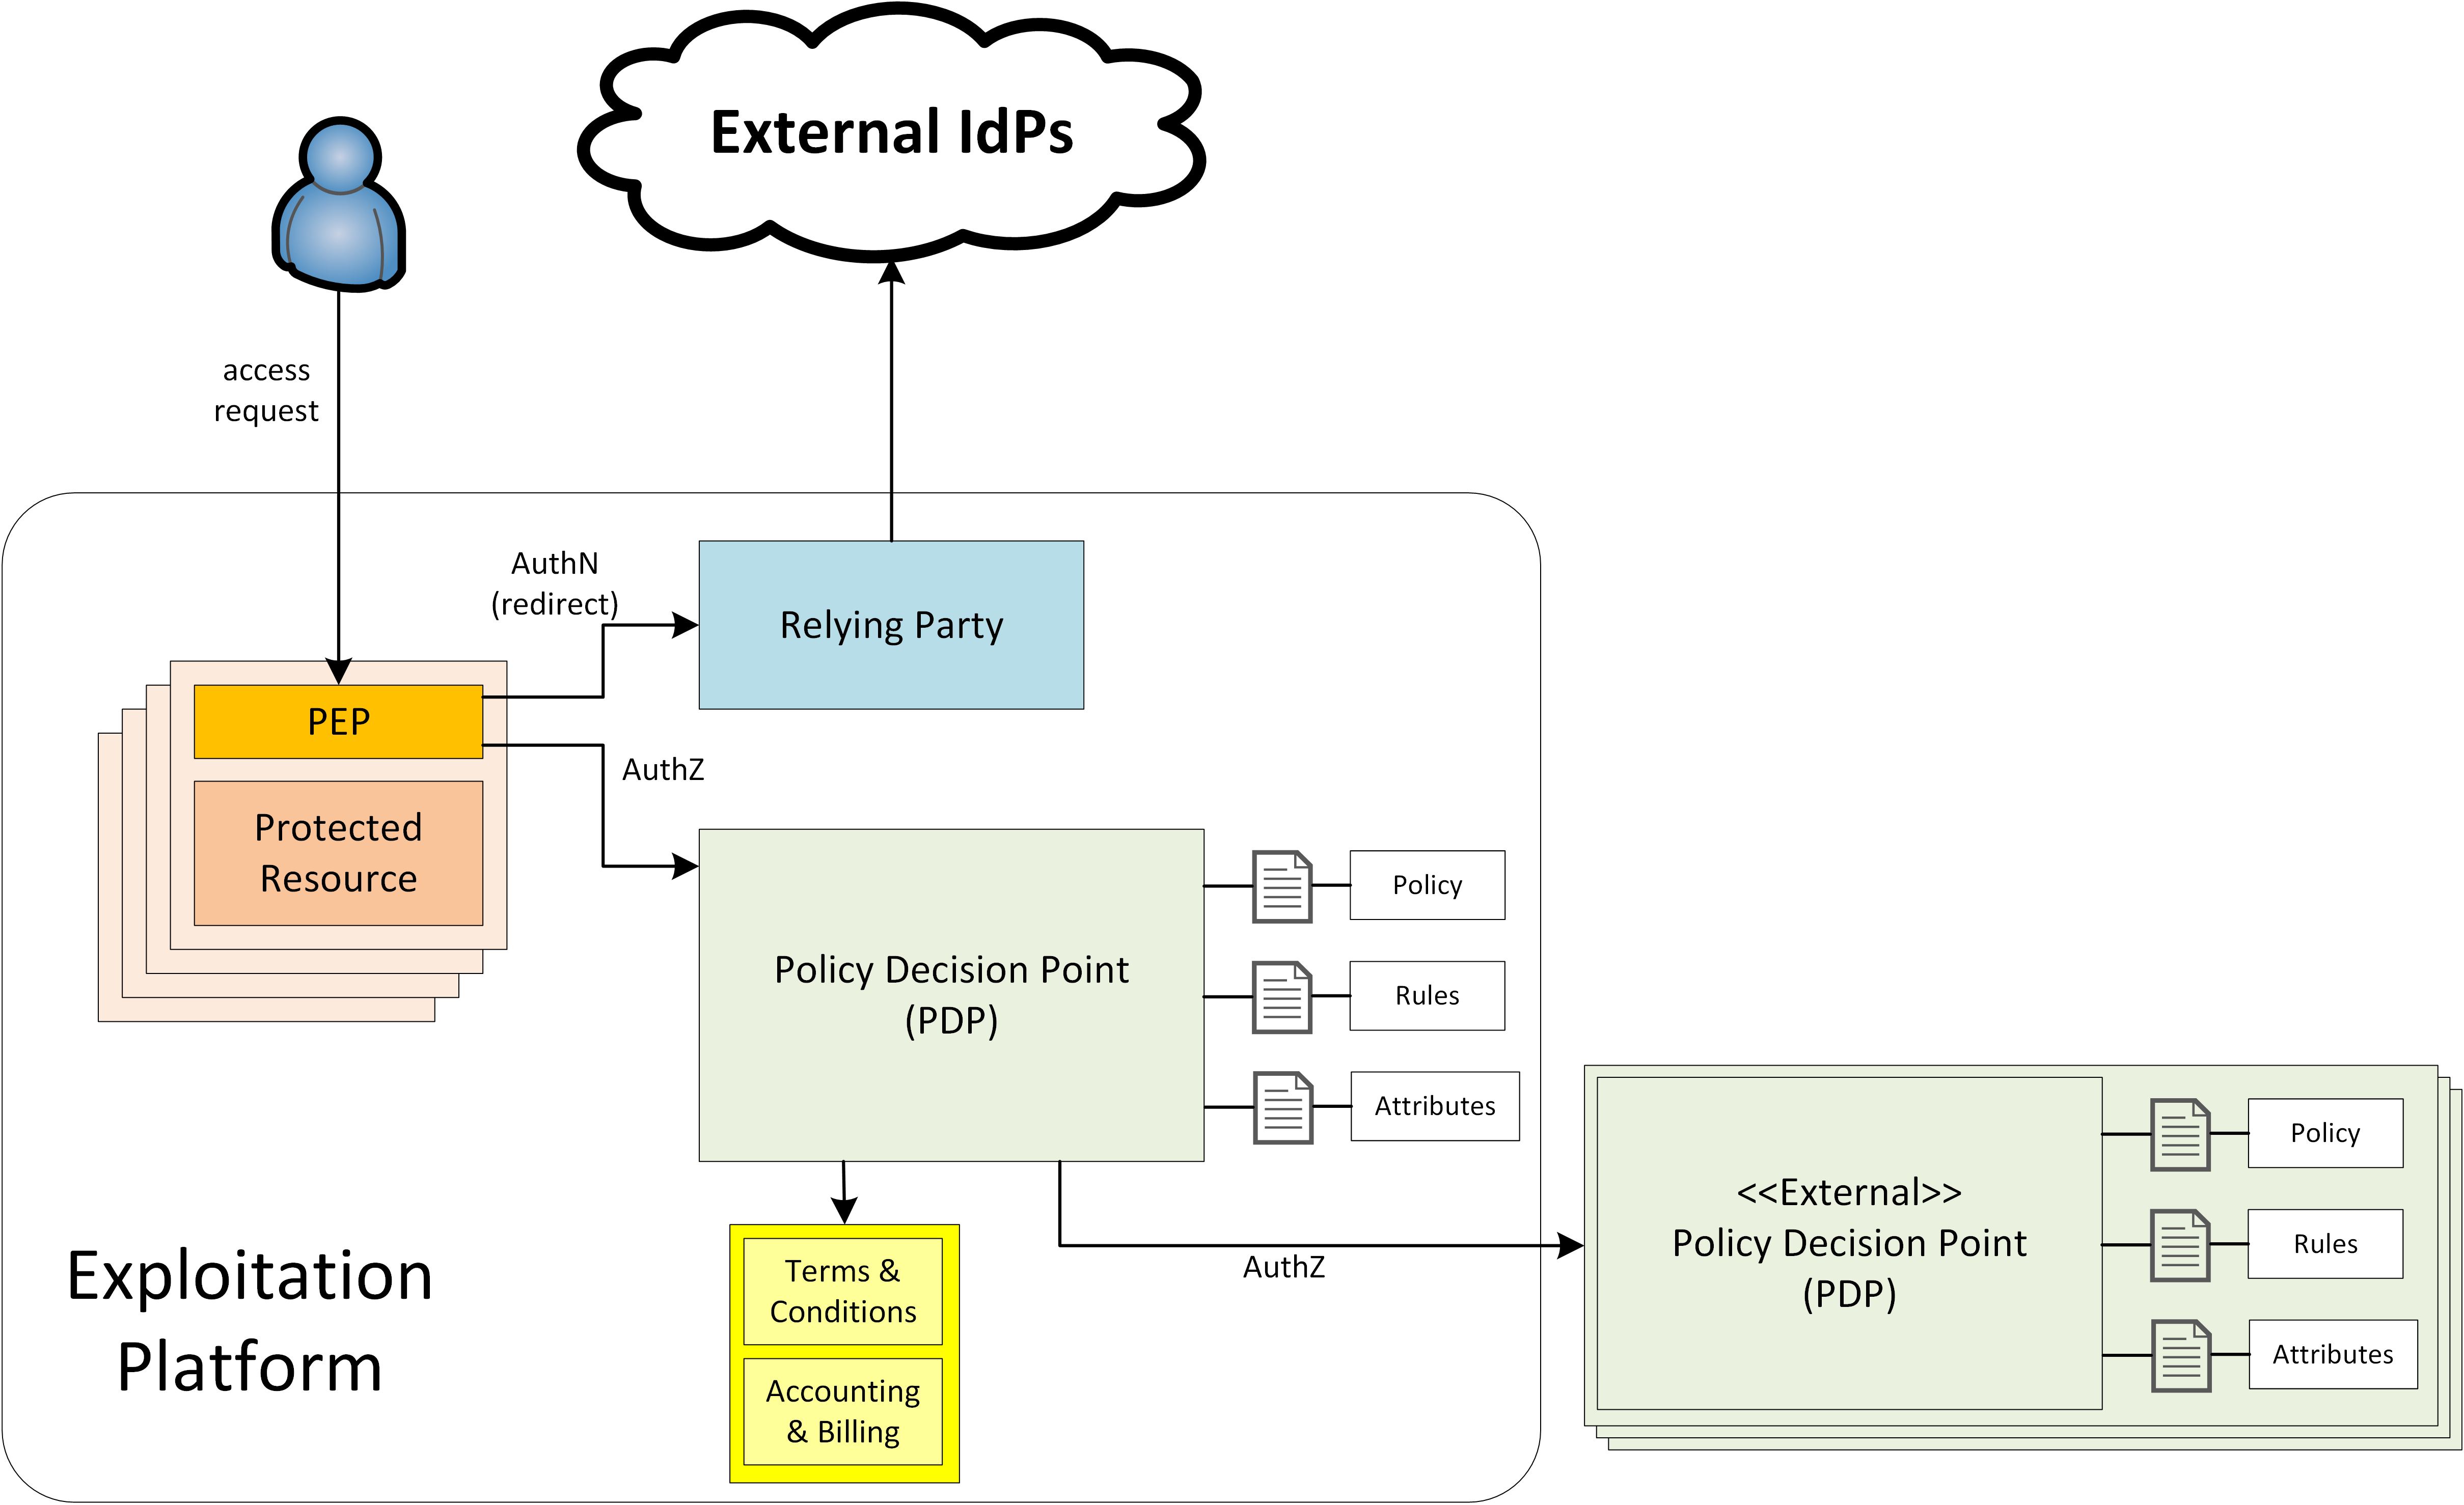 External IdPs
access
request
AuthN
(redirect)
Relying Party
PEP
AuthZ
Protected
Resource
Policy Decision Point
(PDP)
Policy
Rules
Attributes
<<External>>
Policy Decision Point
(PDP)
Policy
Rules
Attributes
AuthZ
Terms &
Conditions
Accounting
& Billing
Exploitation
Platform